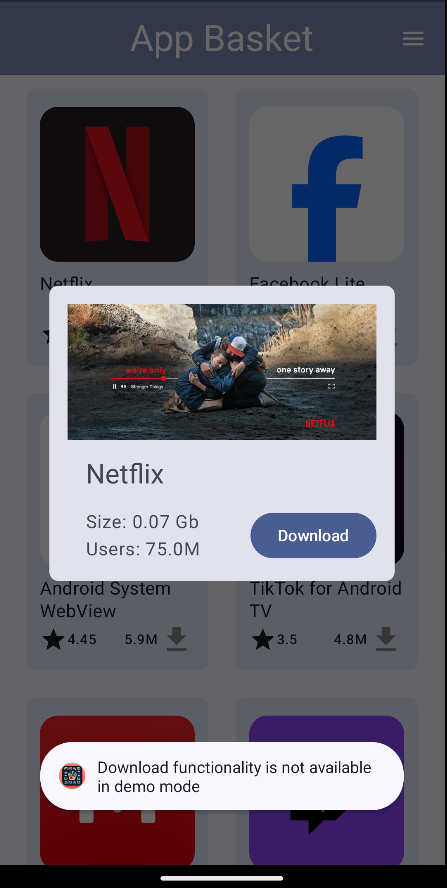 App Basket
Netflix
Facebook Lite
we're only
one story away
Stranger Things
NETFLIX
Netflix
Size: 0.07 Gb
Users: 75.0M
Download
Android System
WebView
TikTok for Android
TV
4.45
5.9M
3.5
4.8M
Download functionality is not available
in demo mode